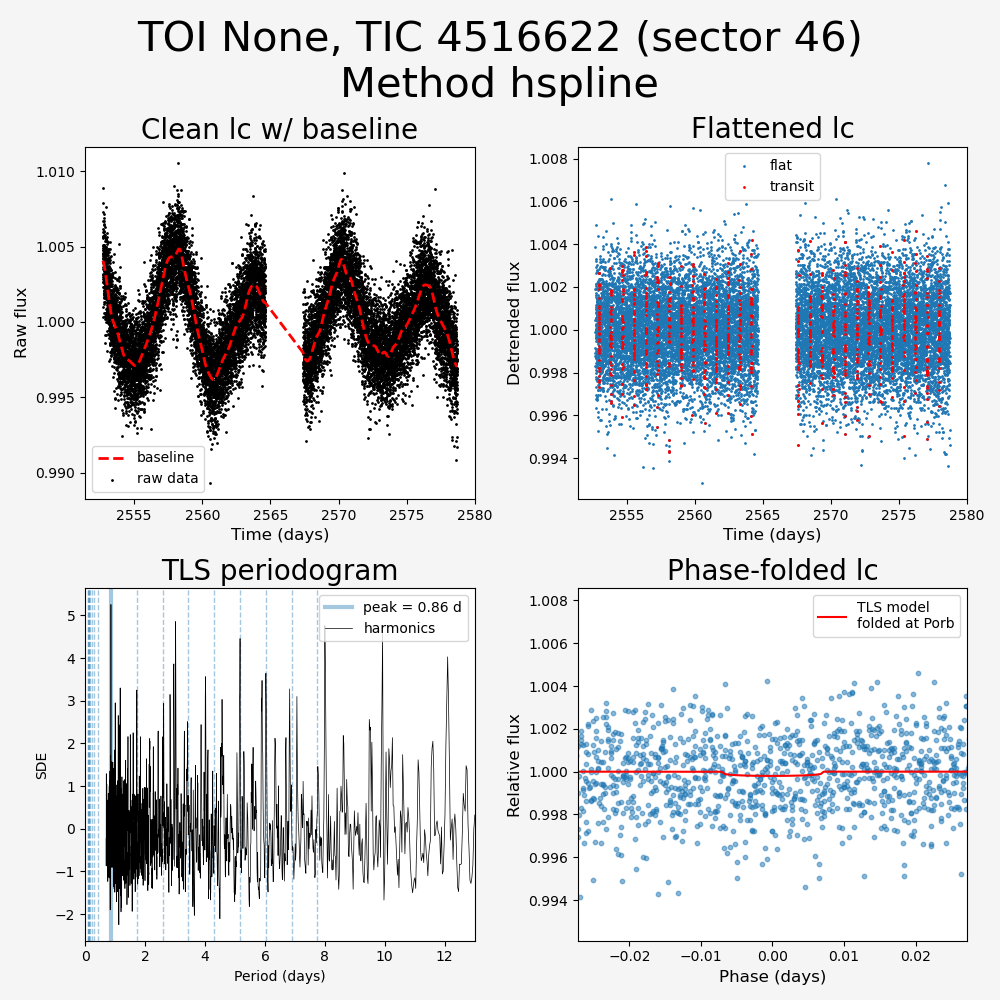 TOI None, TIC 4516622 (sector 46)
Method hspline
Clean lc w/ baseline
Raw flux
1.010
1.005
1.000
0.995
0.990
baseline
raw data
2555
2560
2565
2570
2575
2580
Time (days)
Flattened lc
Detrended flux
1.008
1.006
1.004
1.002
1.000
0.998
0.996
0.994
flat
transit
2555
2560
2565
2570
2575
2580
Time (days)
TLS periodogram
SDE
5
4
3
2
1
0
−1
−2
peak = 0.86 d
harmonics
0
2
4
6
8
10
12
Period (days)
Phase-folded lc
Relative flux
1.008
1.006
1.004
1.002
1.000
0.998
0.996
0.994
TLS model
folded at Porb
−0.02
−0.01
0.00
0.01
0.02
Phase (days)